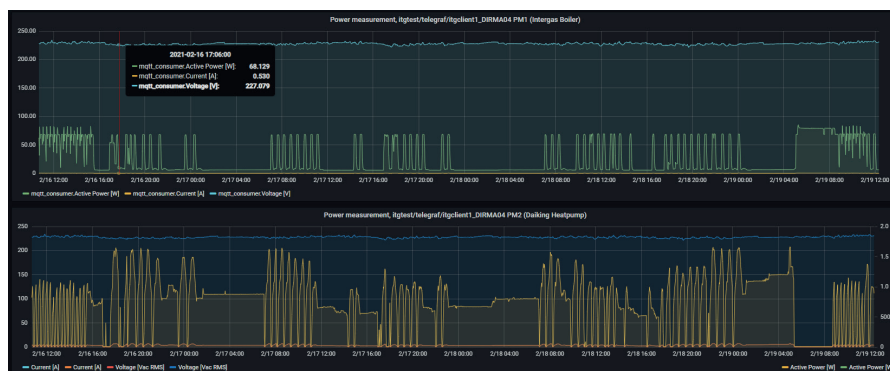 Power measurement, itgtest/telegraf/itgclient1_DIRMA04 PM1 (Intergas Boiler)
250.00
200.00
150.00
100.00
50.00
0
2021-02-16 17:06:00
mqtt_consumer.Active Power [W]: 68.129
mqtt_consumer.Current [A]: 0.530
mqtt_consumer.Voltage [V]: 227.079
2/16 12:00 2/16 16:00 2/16 20:00 2/17 00:00 2/17 04:00 2/17 08:00 2/17 12:00 2/17 16:00 2/17 20:00 2/18 00:00 2/18 04:00 2/18 08:00 2/18 12:00 2/18 16:00 2/18 20:00 2/19 00:00 2/19 04:00 2/19 08:00 2/19 12:00
mqtt_consumer.Active Power [W] mqtt_consumer.Current [A] mqtt_consumer.Voltage [V]
Power measurement, itgtest/telegraf/itgclient1_DIRMA04 PM2 (Daiking Heatpump)
250 2.0
200
150 1.5
100 1.0
50 500
0 0
2/16 12:00 2/16 16:00 2/16 20:00 2/17 00:00 2/17 04:00 2/17 08:00 2/17 12:00 2/17 16:00 2/17 20:00 2/18 00:00 2/18 04:00 2/18 08:00 2/18 12:00 2/18 16:00 2/18 20:00 2/19 00:00 2/19 04:00 2/19 08:00 2/19 12:00
Current [A] Current [A] Voltage [Vac RMS] Voltage [Vac RMS] Active Power [W] Active Power [W]